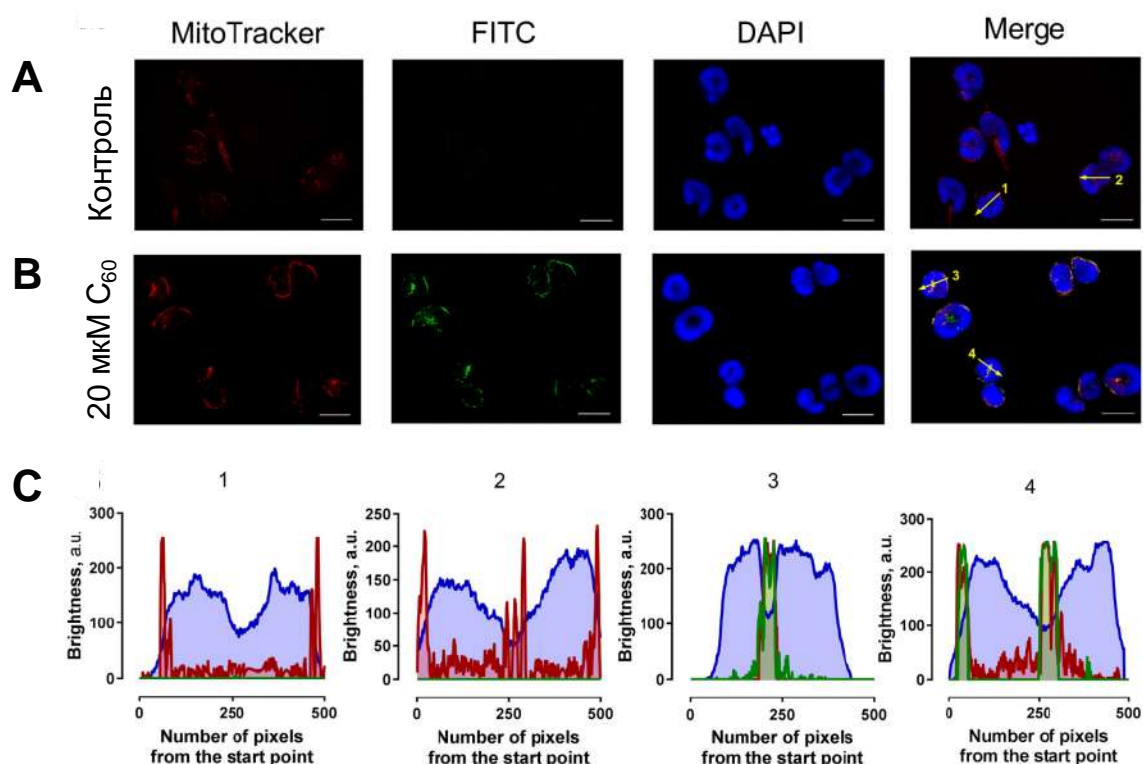 MitoTracker FITC DAPI Merge
A
Контроль
1
2
B
20 мкМ C₆₀
3
4
C
1 2 3 4
Brightness, a.u.
300
200
100
0
0 250 500
Number of pixels
from the start point
Brightness, a.u.
250
200
150
100
50
0
0 250 500
Number of pixels
from the start point
Brightness, a.u.
300
200
100
0
0 250 500
Number of pixels
from the start point
Brightness, a.u.
300
200
100
0
0 250 500
Number of pixels
from the start point